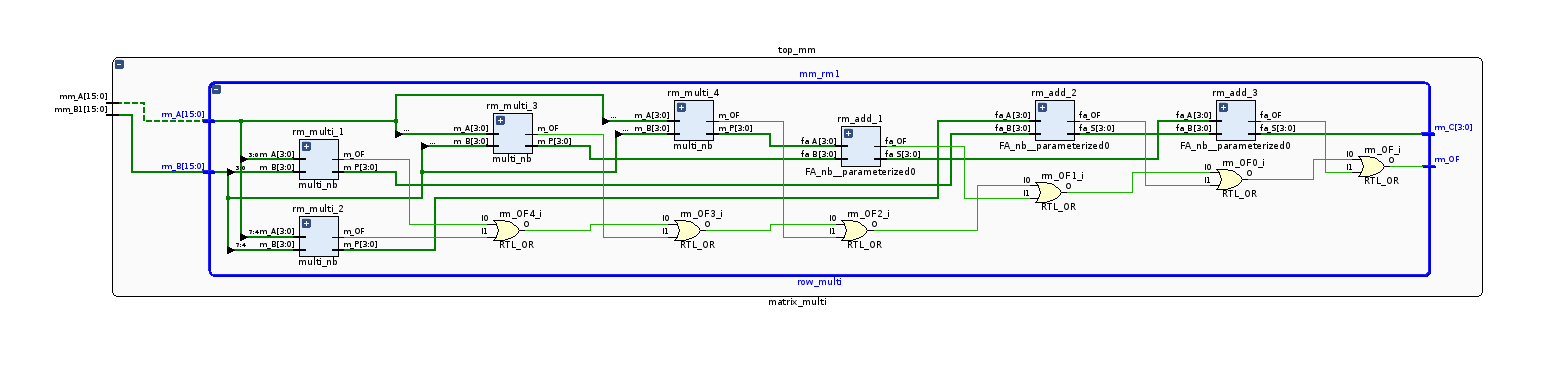 top_mm
mm_rm1
mm_A[15:0]
mm_B1[15:0]
rm_A[15:0]
rm_B[15:0]
rm_multi_1
3:0 m_A[3:0]
3:0 m_B[3:0]
m_OF
m_P[3:0]
multi_nb
rm_multi_2
7:4 m_A[3:0]
7:4 m_B[3:0]
m_OF
m_P[3:0]
multi_nb
rm_multi_3
... m_A[3:0]
... m_B[3:0]
m_OF
m_P[3:0]
multi_nb
rm_OF4_i
I0
I1
O
RTL_OR
rm_multi_4
... m_A[3:0]
... m_B[3:0]
m_OF
m_P[3:0]
multi_nb
rm_OF3_i
I0
I1
O
RTL_OR
rm_add_1
fa_A[3:0]
fa_B[3:0]
fa_OF
fa_S[3:0]
FA_nb__parameterized0
rm_OF2_i
I0
I1
O
RTL_OR
rm_add_2
fa_A[3:0]
fa_B[3:0]
fa_OF
fa_S[3:0]
FA_nb__parameterized0
rm_OF1_i
I0
I1
O
RTL_OR
rm_add_3
fa_A[3:0]
fa_B[3:0]
fa_OF
fa_S[3:0]
FA_nb__parameterized0
rm_OF0_i
I0
I1
O
RTL_OR
rm_OF_i
I0
I1
O
RTL_OR
rm_C[3:0]
rm_OF
row_multi
matrix_multi